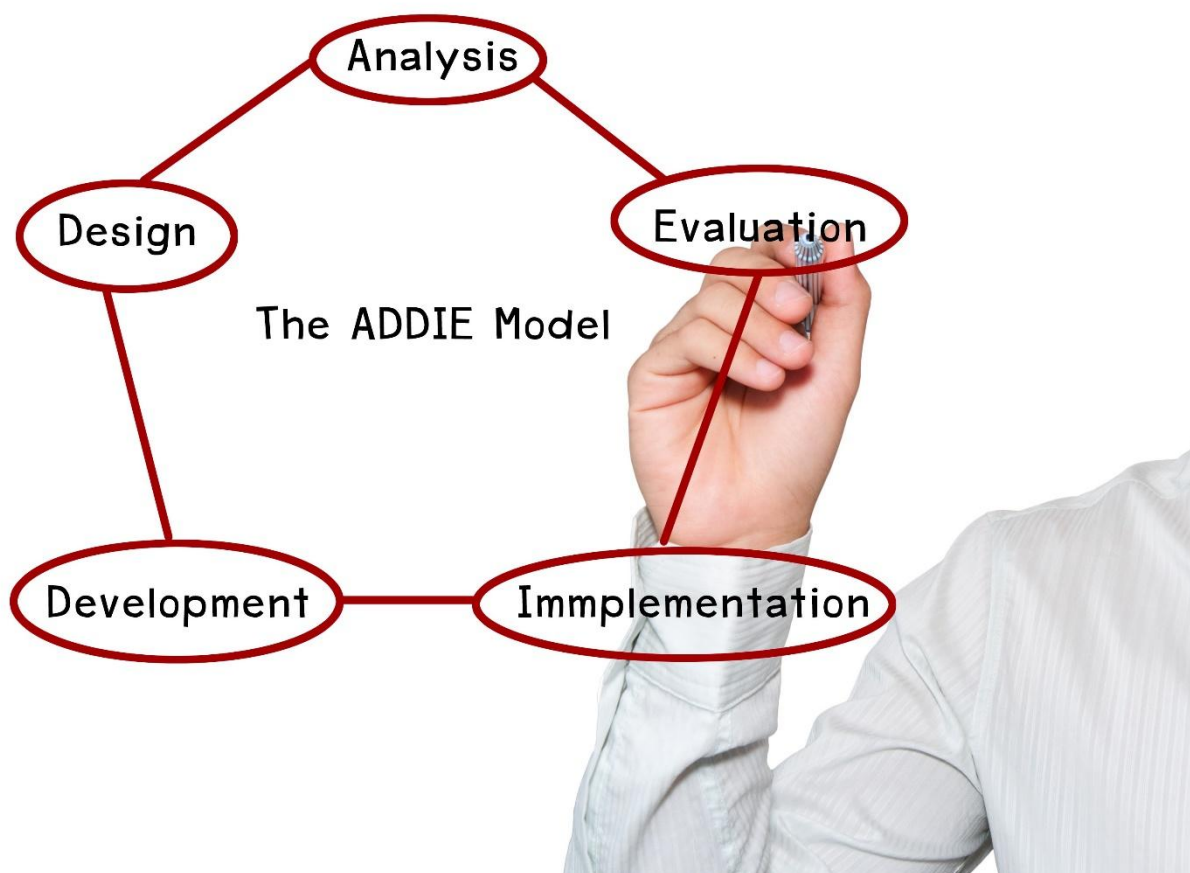 Analysis
Design
Evaluation
The ADDIE Model
Development
Immplementation